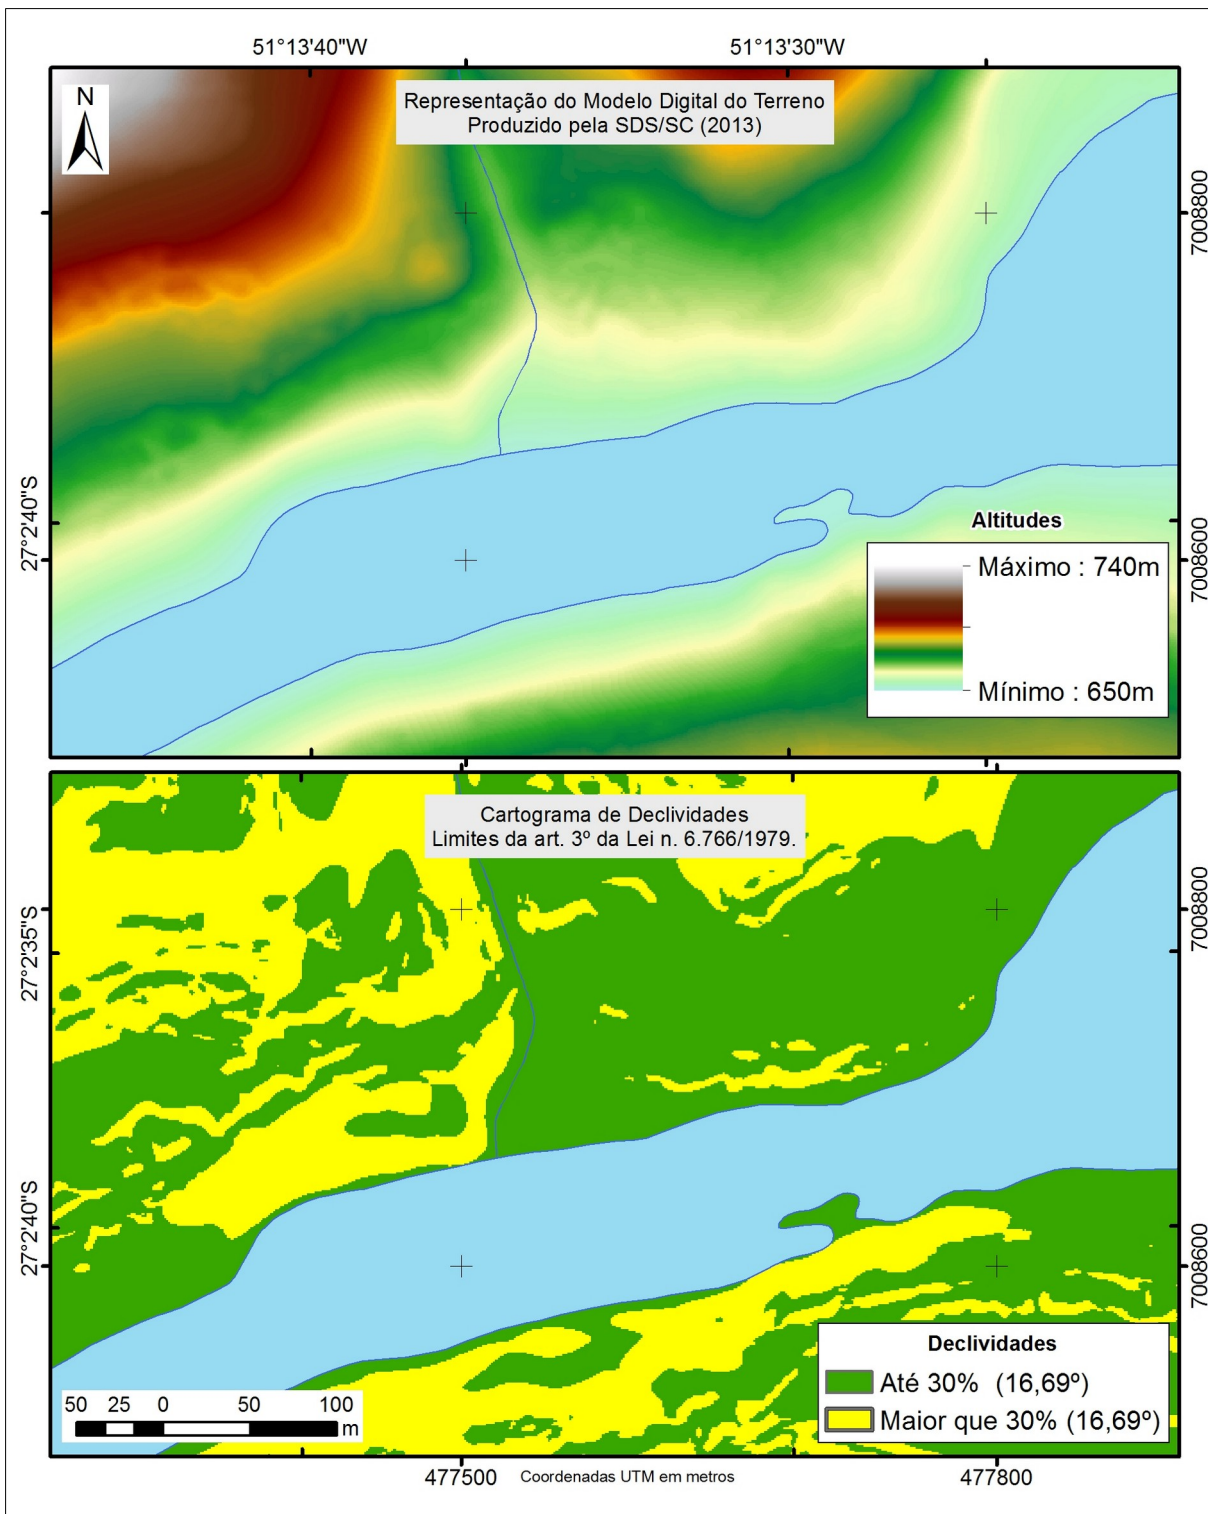 51°13'40"W
51°13'30"W
N
Representação do Modelo Digital do Terreno
Produzido pela SDS/SC (2013)
7008800
27°2'40"S
7008600
Altitudes
Máximo : 740m
Mínimo : 650m
Cartograma de Declividades
Limites da art. 3º da Lei n. 6.766/1979.
27°2'35"S
7008800
27°2'40"S
7008600
Declividades
Até 30% (16,69º)
Maior que 30% (16,69º)
50 25 0 50 100
m
477500
Coordenadas UTM em metros
477800